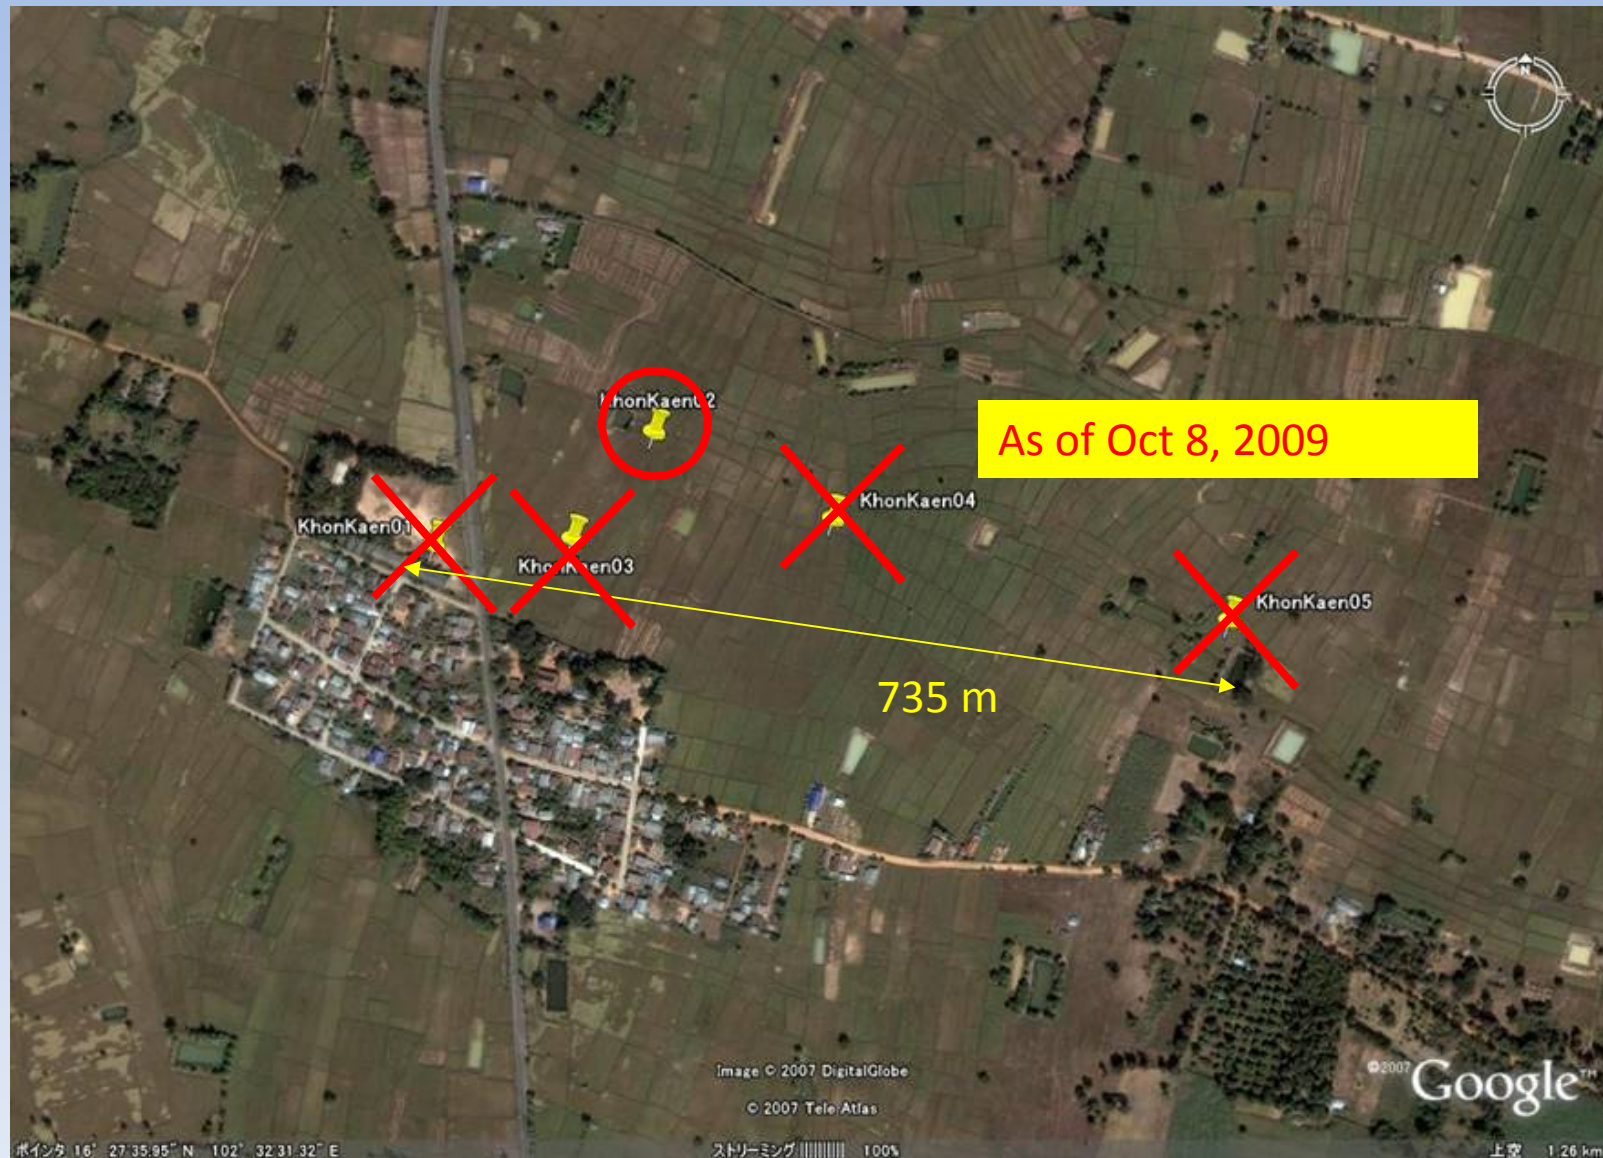 N
KhonKaen02
As of Oct 8, 2009
KhonKaen04
KhonKaen01
KhonKaen03
KhonKaen05
735 m
Image © 2007 DigitalGlobe
© 2007 Tele Atlas
©2007 Google™
ポインタ 16° 27'35.95" N 102° 32'31.32" E
ストリーミング |||||||||| 100%
上空 1.26 km